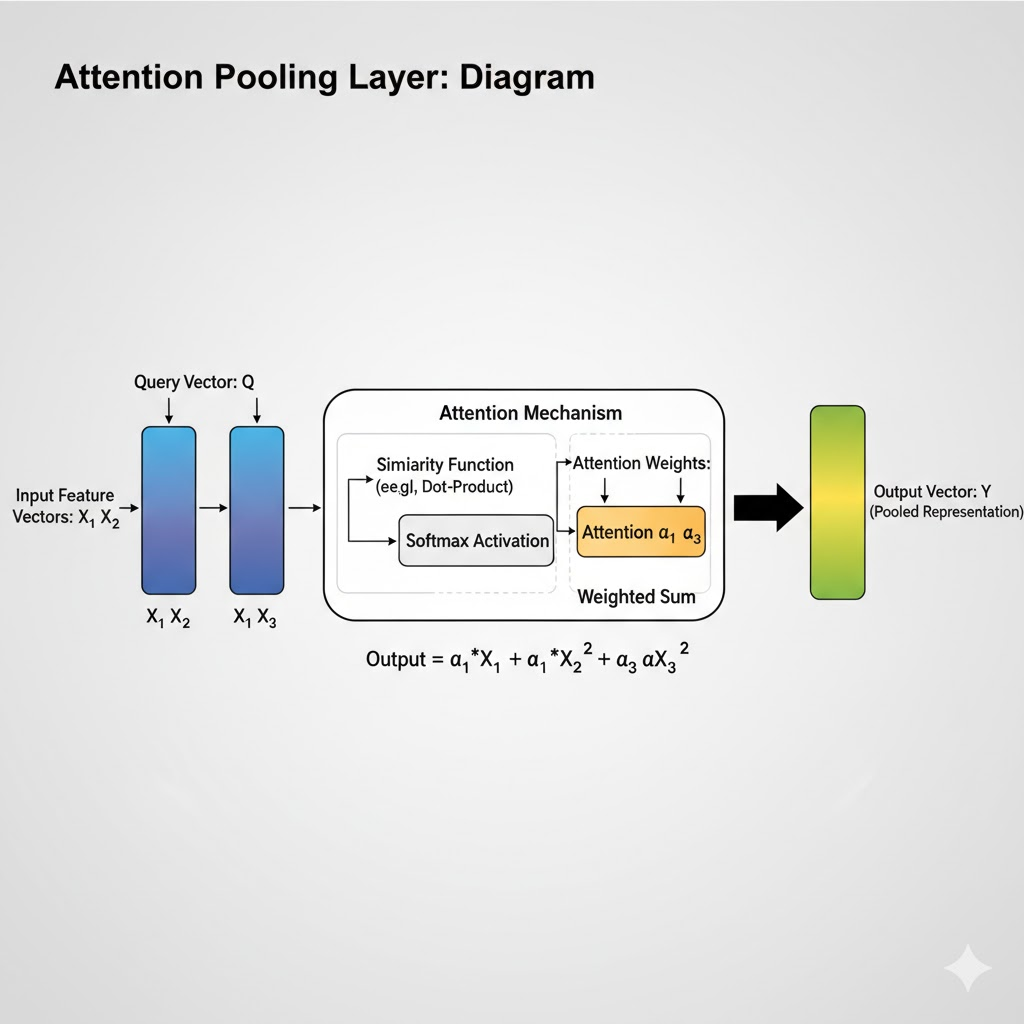 Attention Pooling Layer: Diagram
Query Vector: Q
Input Feature
Vectors: X₁ X₂
X₁ X₂
X₁ X₃
Attention Mechanism
Simiarity Function
(ee.gl, Dot-Product)
Softmax Activation
Attention Weights:
Attention α₁ α₃
Weighted Sum
Output = α₁*X₁ + α₁*X₂² + α₃ αX₃²
Output Vector: Y
(Pooled Representation)